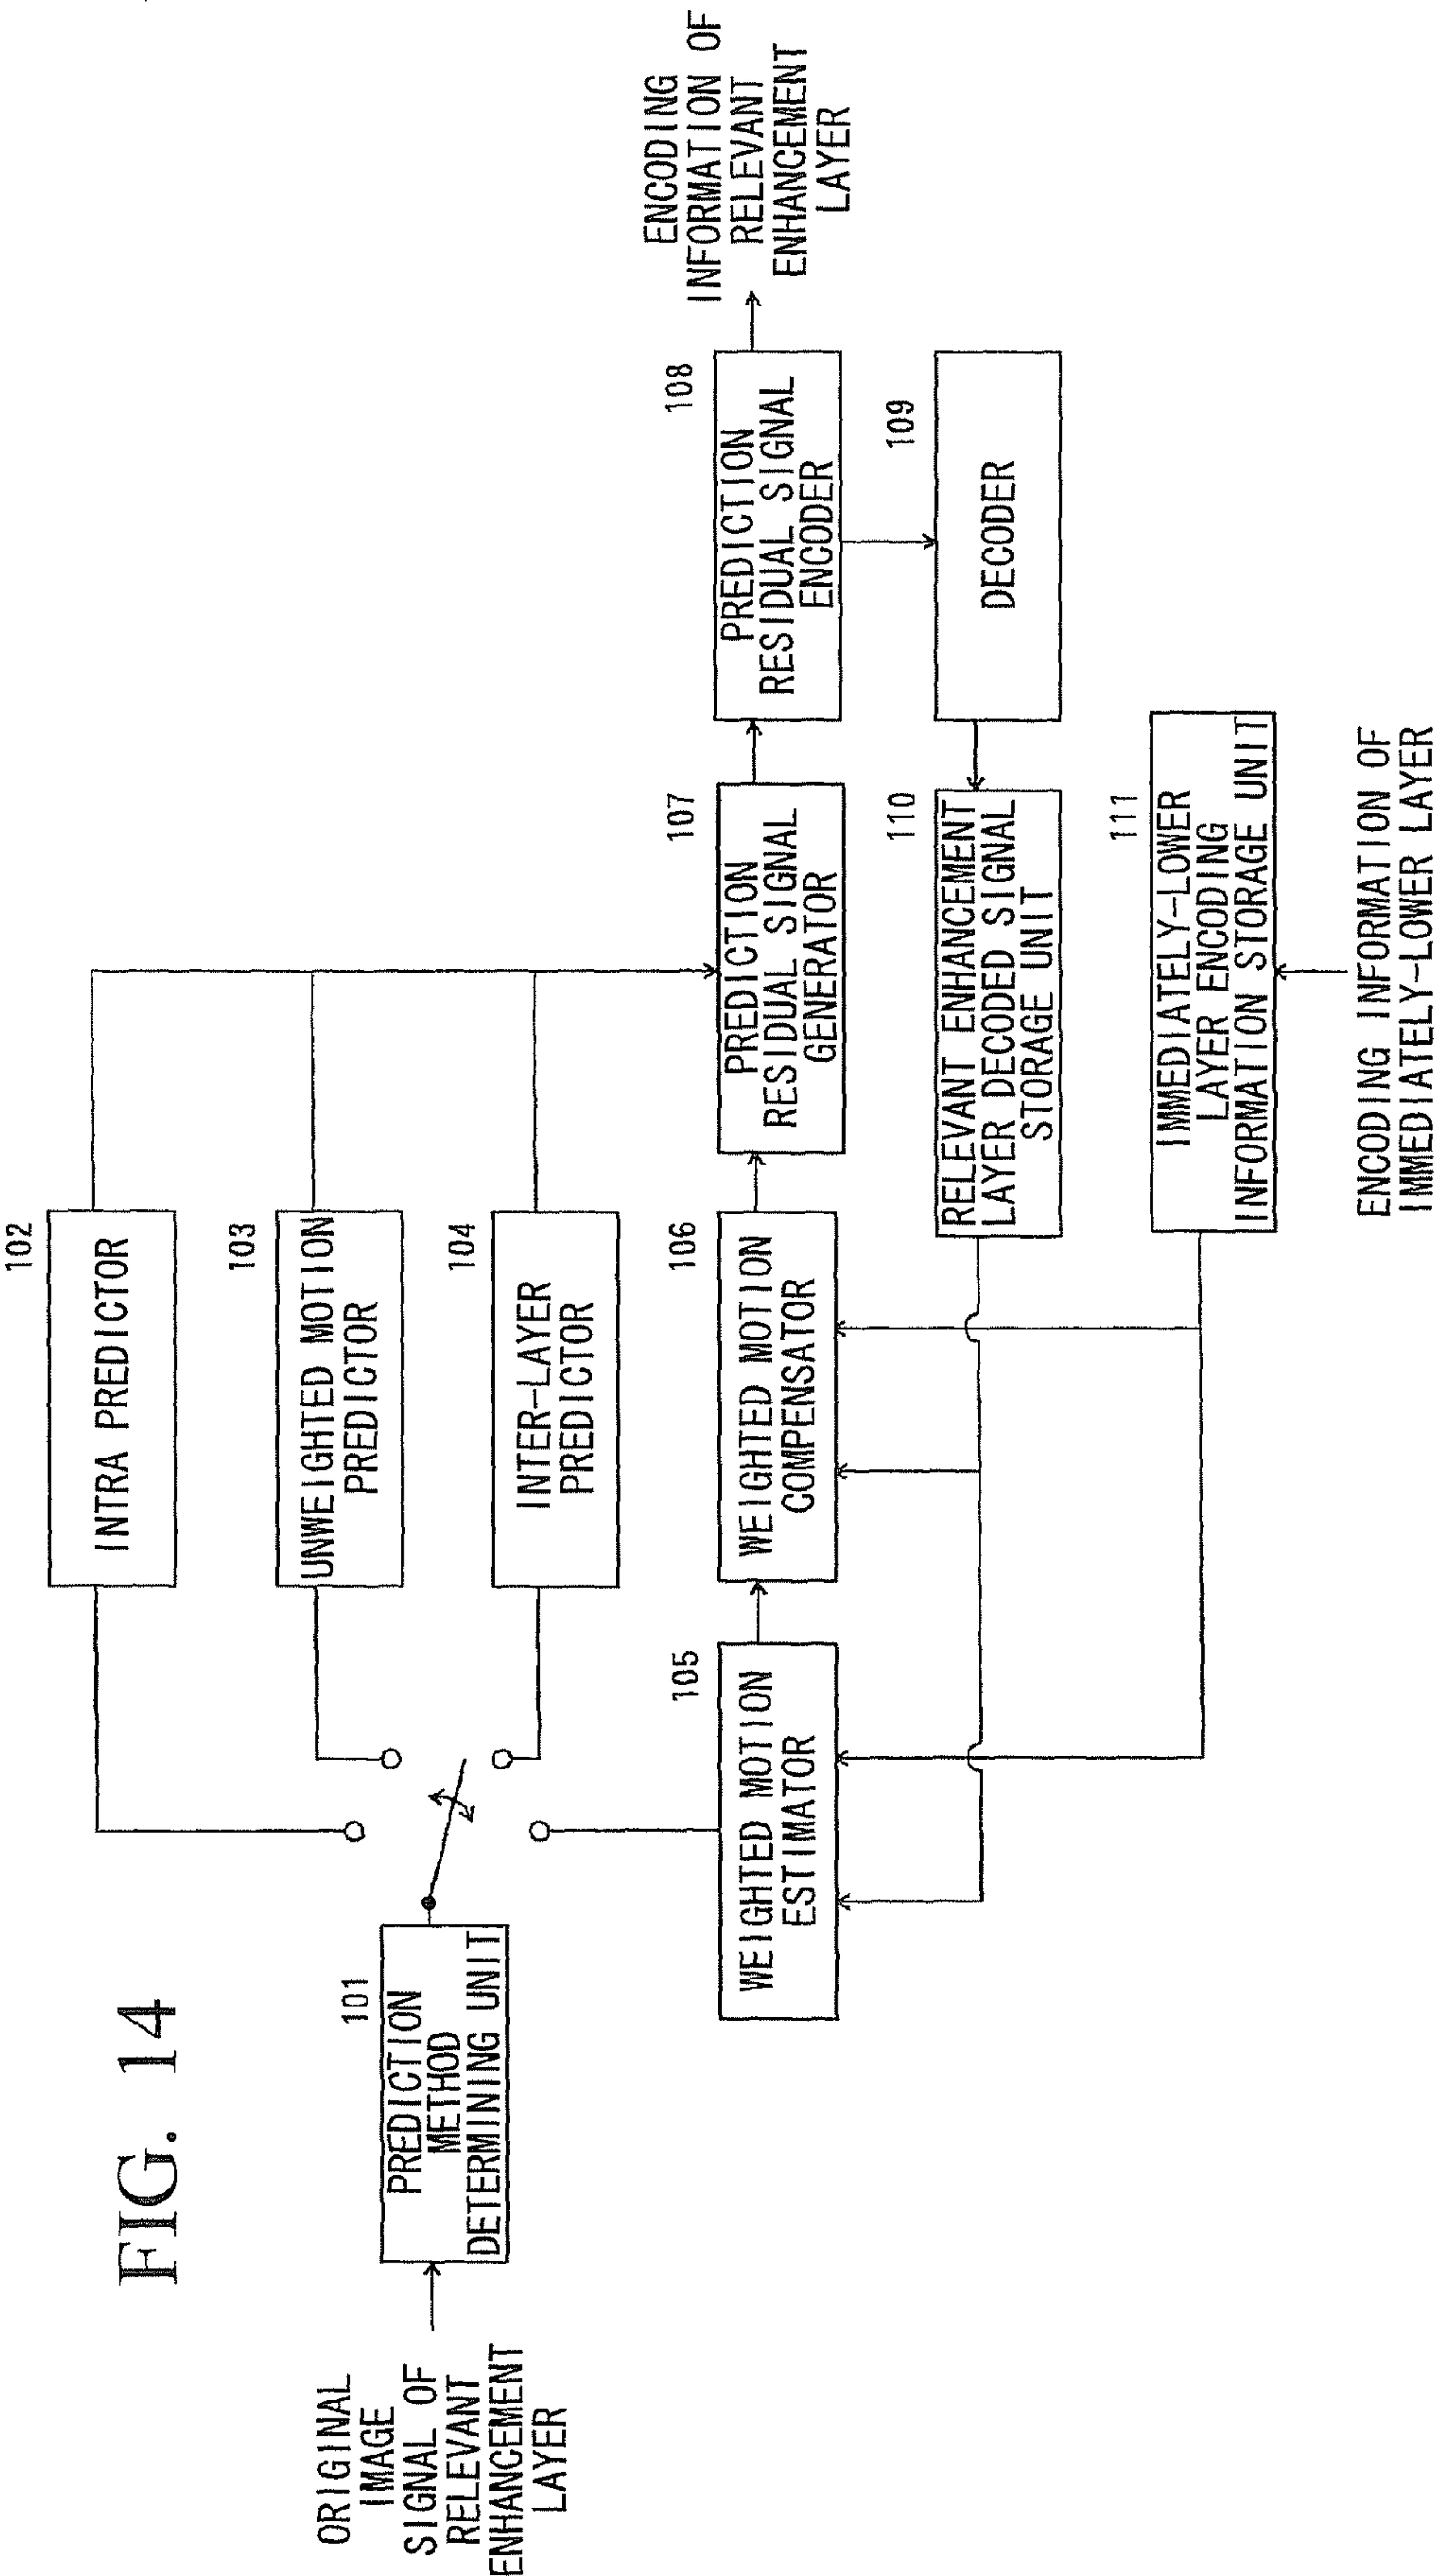 FIG. 14
ORIGINAL
IMAGE
SIGNAL OF
RELEVANT
ENHANCEMENT
LAYER
101
PREDICTION
METHOD
DETERMINING UNIT
102
INTRA PREDICTOR
103
UNWEIGHTED MOTION
PREDICTOR
104
INTER-LAYER
PREDICTOR
105
WEIGHTED MOTION
ESTIMATOR
106
WEIGHTED MOTION
COMPENSATOR
107
PREDICTION
RESIDUAL SIGNAL
GENERATOR
108
PREDICTION
RESIDUAL SIGNAL
ENCODER
ENCODING
INFORMATION OF
RELEVANT
ENHANCEMENT
LAYER
109
DECODER
110
RELEVANT ENHANCEMENT
LAYER DECODED SIGNAL
STORAGE UNIT
111
IMMEDIATELY-LOWER
LAYER ENCODING
INFORMATION STORAGE UNIT
ENCODING INFORMATION OF
IMMEDIATELY-LOWER LAYER